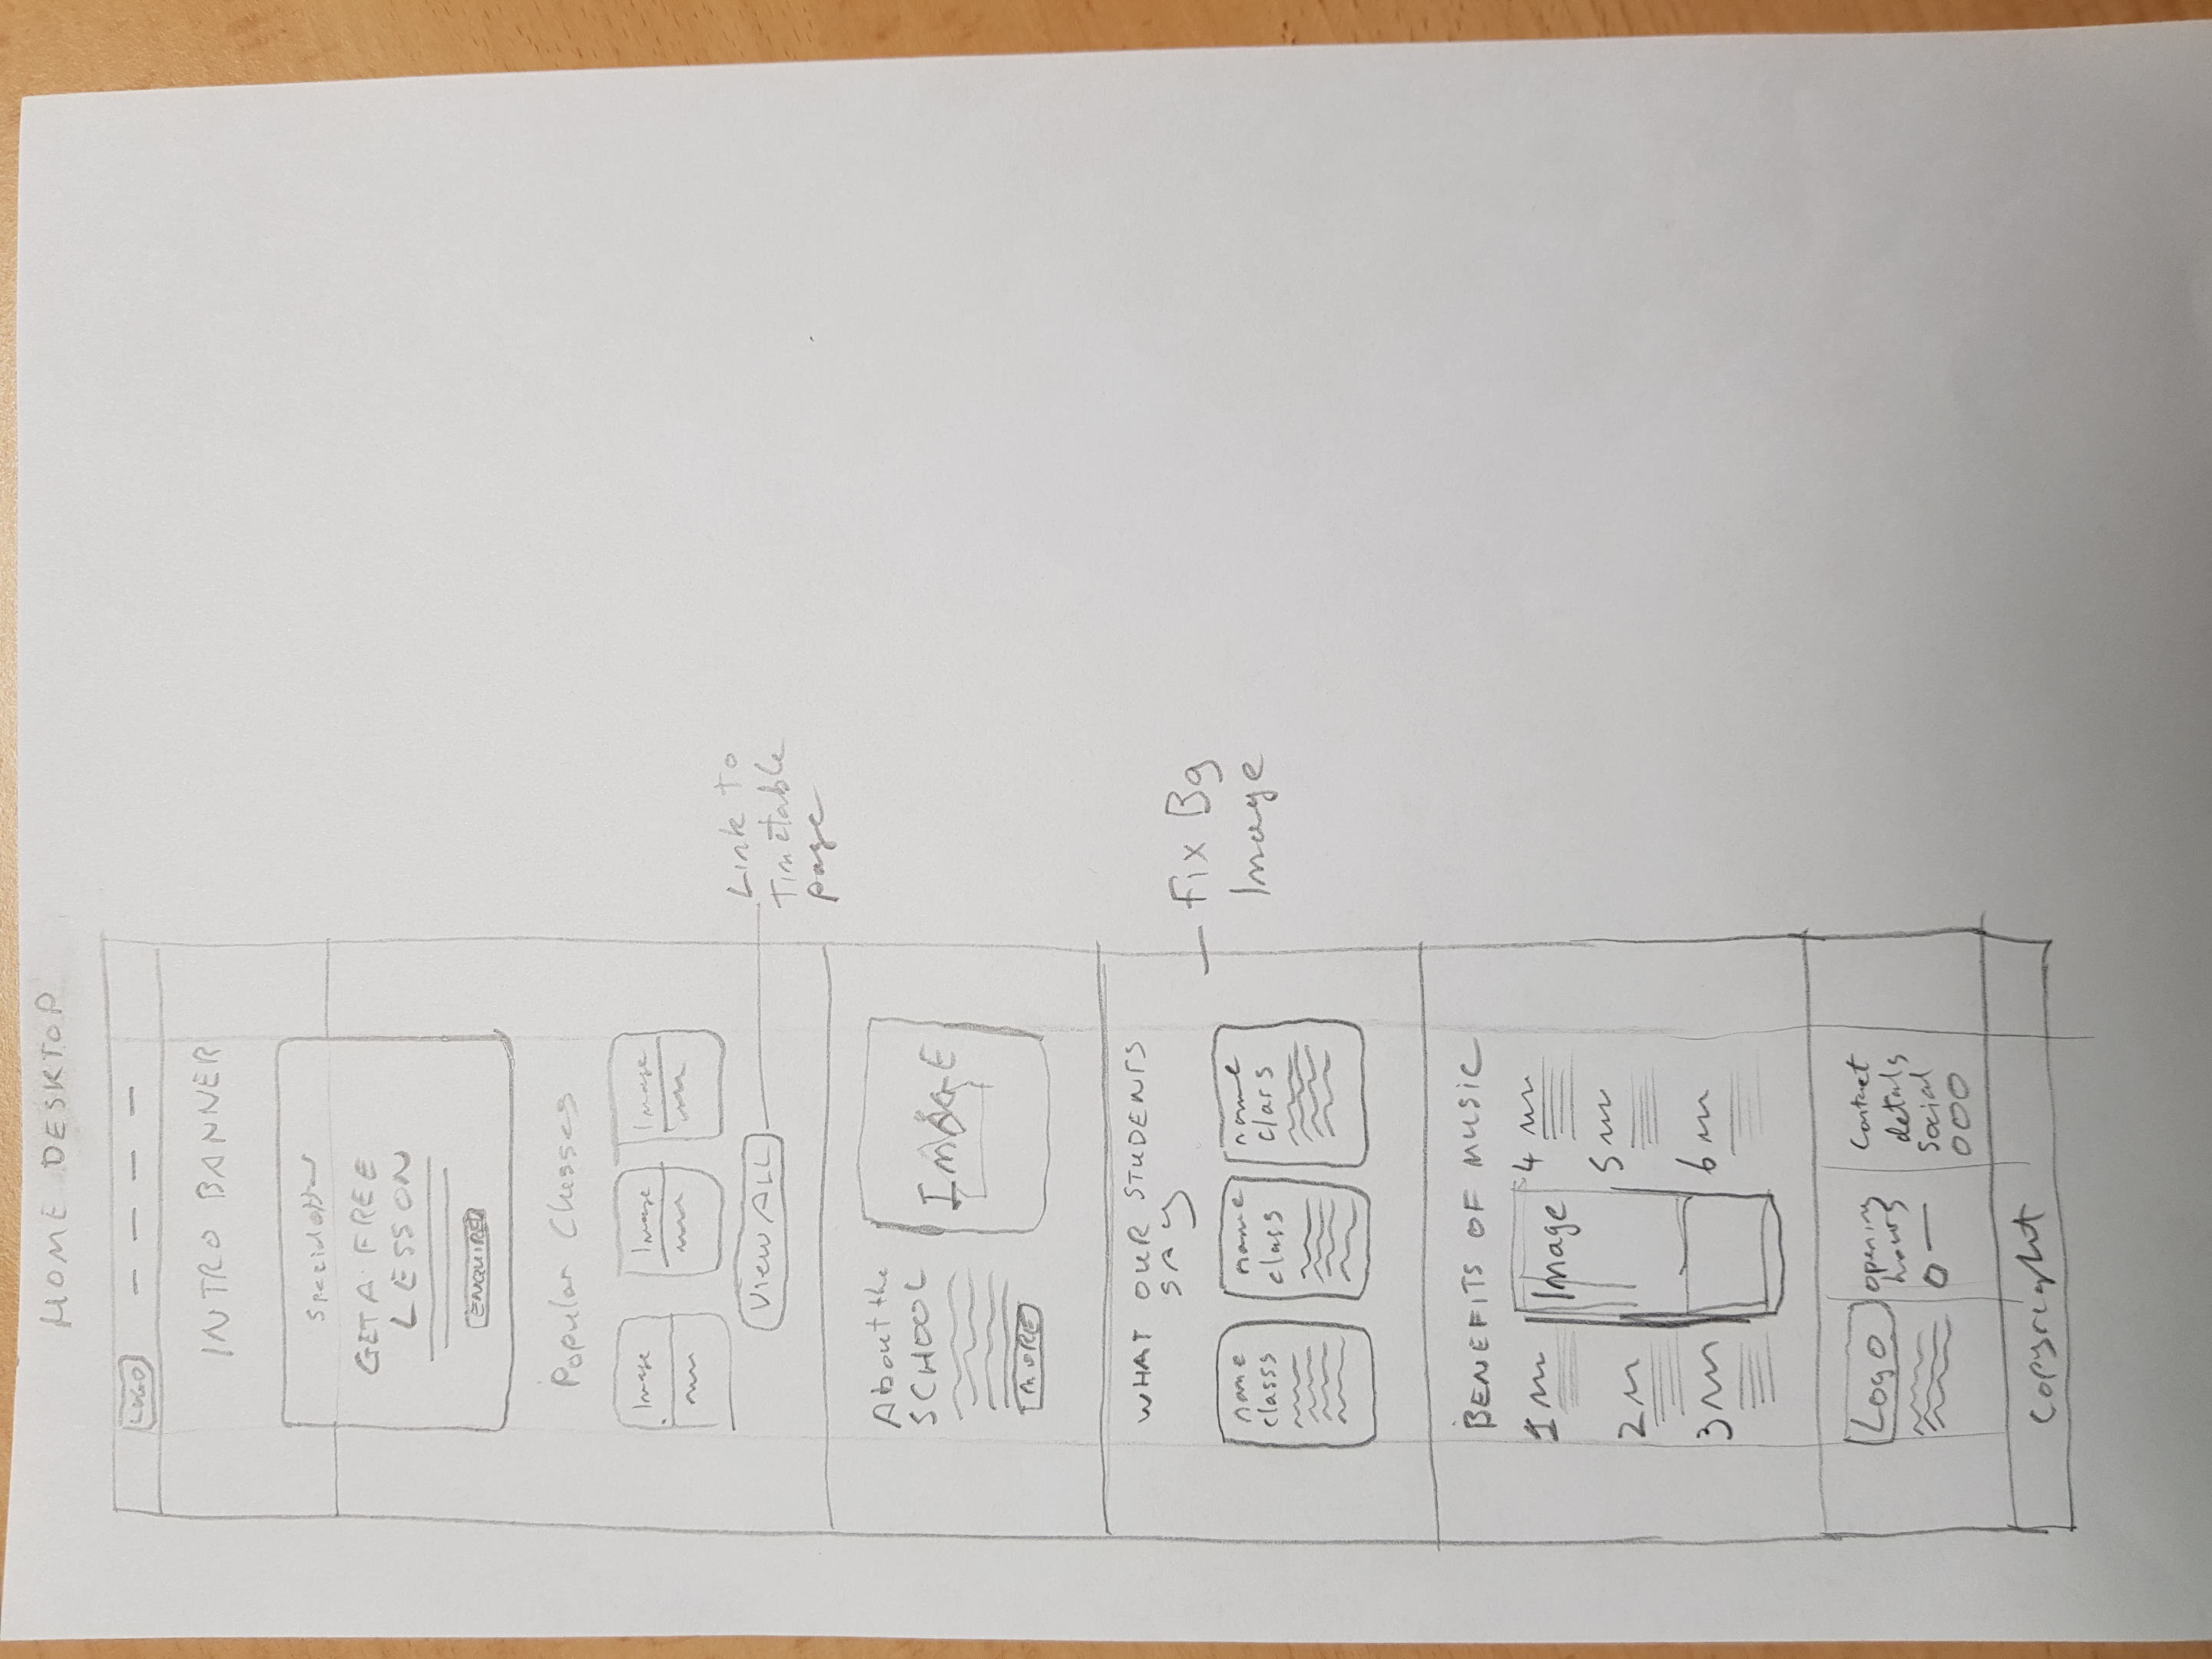 HOME DESKTOP
LOGO
INTRO BANNER
GET A FREE
LESSON
ENQUIRE
Popular Classes
Image
Image
Image
View ALL
Link to
Timetable
page
About the
SCHOOL
MORE
IMAGE
WHAT OUR STUDENTS
SAY
name
classs
name
class
name
class
Fix Bg
Image
BENEFITS OF MUSIC
1
2
3
Image
4
5
6
Logo
opening
hours
Contact
details
social
Copyright